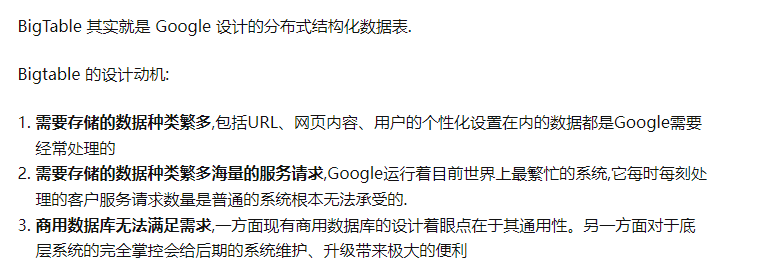 BigTable 其实就是 Google 设计的分布式结构化数据表.
Bigtable 的设计动机:
1. 需要存储的数据种类繁多,包括URL、网页内容、用户的个性化设置在内的数据都是Google需要
经常处理的
2. 需要存储的数据种类繁多海量的服务请求,Google运行着目前世界上最繁忙的系统,它每时每刻处
理的客户服务请求数量是普通的系统根本无法承受的.
3. 商用数据库无法满足需求,一方面现有商用数据库的设计着眼点在于其通用性。另一方面对于底
层系统的完全掌控会给后期的系统维护、升级带来极大的便利